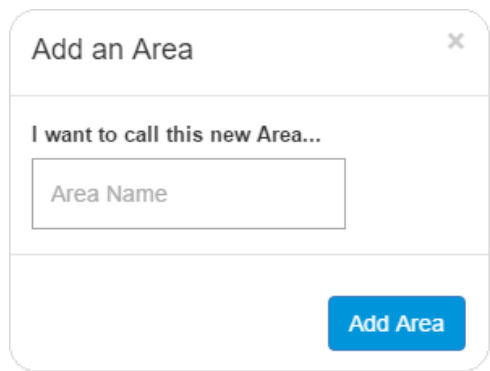 Add an Area ×
I want to call this new Area...
Area Name
Add Area